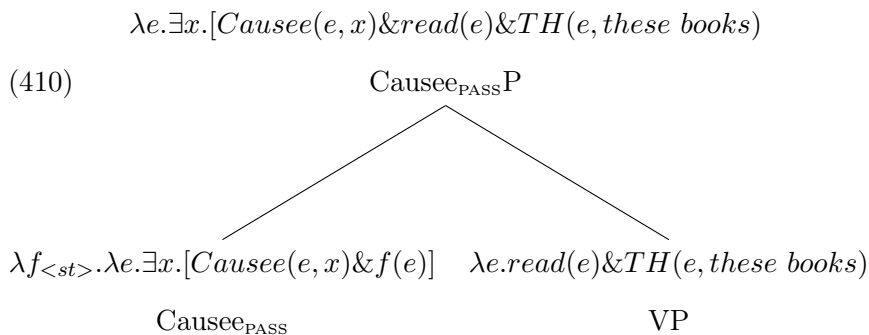 λe.∃x.[Causee(e, x)&read(e)&TH(e, these books)
(410) Causee_PASS P
λf_<st>.λe.∃x.[Causee(e, x)&f(e)] λe.read(e)&TH(e, these books)
Causee_PASS VP